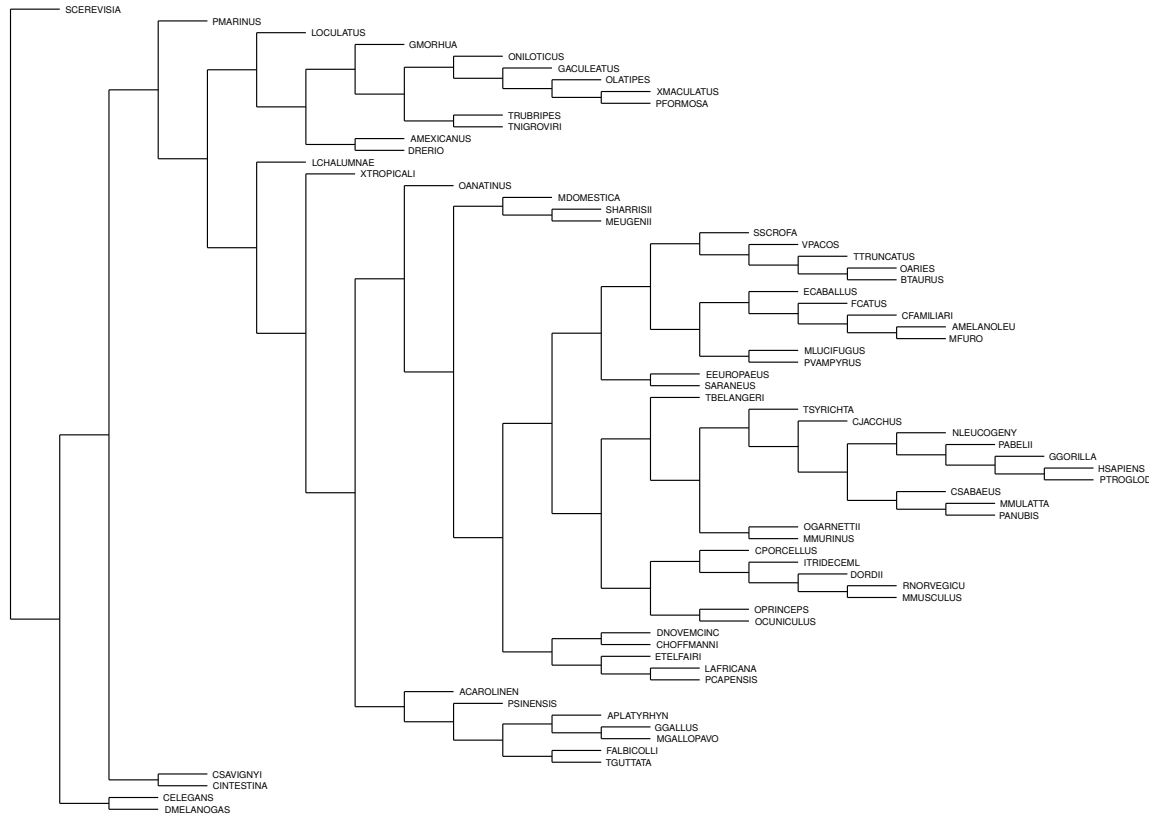 SCEREVISIA
PMARINUS
LOCULATUS
GMORHUA
ONILOTICUS
GACULEATUS
OLATIPES
XMACULATUS
PFORMOSA
TRUBRIPES
TNIGROVIRI
AMEXICANUS
DRERIO
LCHALUMNAE
XTROPICALI
OANATINUS
MDOMESTICA
SHARRISII
MEUGENII
SSCROFA
VPACOS
TTRUNCATUS
OARIES
BTAURUS
ECABALLUS
FCATUS
CFAMILIARI
AMELANOLEU
MFURO
MLUCIFUGUS
PVAMPYRUS
EEUROPAEUS
SARANEUS
TBELANGERI
TSYRICHTA
CJACCHUS
NLEUCOGENY
PABELII
GGORILLA
HSAPIENS
PTROGLOD
CSABAEUS
MMULATTA
PANUBIS
OGARNETTII
MMURINUS
CPORCELLUS
ITRIDECEML
DORDII
RNORVEGICU
MMUSCULUS
OPRINCEPS
OCUNICULUS
DNOVEMCINC
CHOFFMANNI
ETELFAIRI
LAFRICANA
PCAPENSIS
ACAROLINEN
PSINENSIS
APLATYRHYN
GGALLUS
MGALLOPAVO
FALBICOLLI
TGUTTATA
CSAVIGNYI
CINTESTINA
CELEGANS
DMELANOGAS